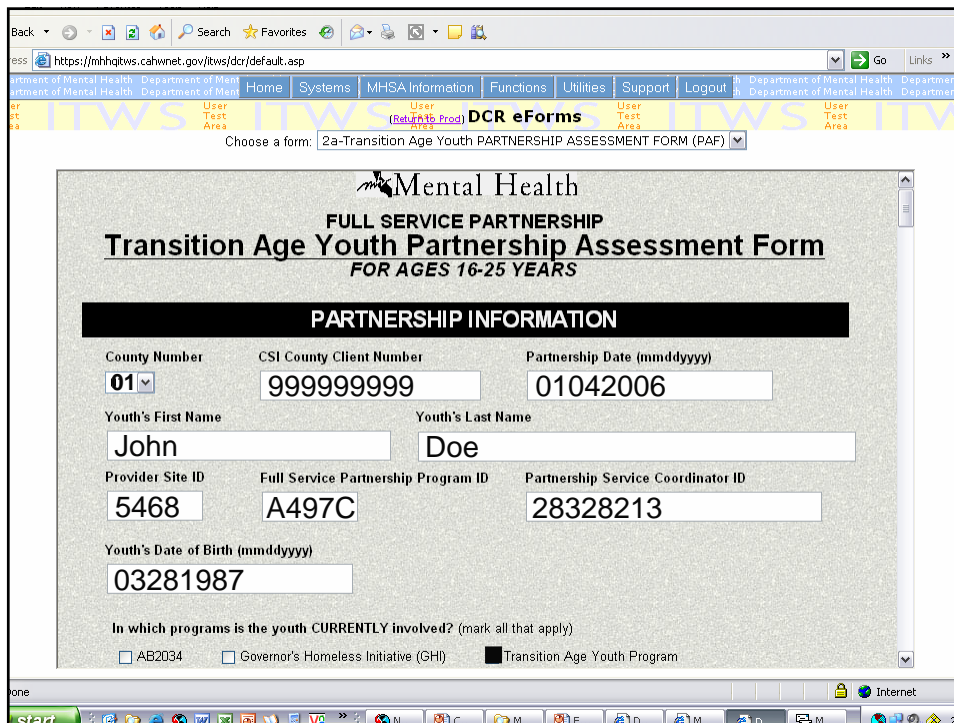 Back Search Favorites
ress https://mhhqitws.cahwnet.gov/itws/dcr/default.asp Go Links »
Home Systems MHSA Information Functions Utilities Support Logout
ITWS User Test Area
(Return to Prod) DCR eForms
Choose a form: 2a-Transition Age Youth PARTNERSHIP ASSESSMENT FORM (PAF)
Mental Health
FULL SERVICE PARTNERSHIP
Transition Age Youth Partnership Assessment Form
FOR AGES 16-25 YEARS
PARTNERSHIP INFORMATION
County Number CSI County Client Number Partnership Date (mmddyyyy)
01 999999999 01042006
Youth's First Name Youth's Last Name
John Doe
Provider Site ID Full Service Partnership Program ID Partnership Service Coordinator ID
5468 A497C 28328213
Youth's Date of Birth (mmddyyyy)
03281987
In which programs is the youth CURRENTLY involved? (mark all that apply)
AB2034 Governor's Homeless Initiative (GHI) Transition Age Youth Program
Done Internet
start